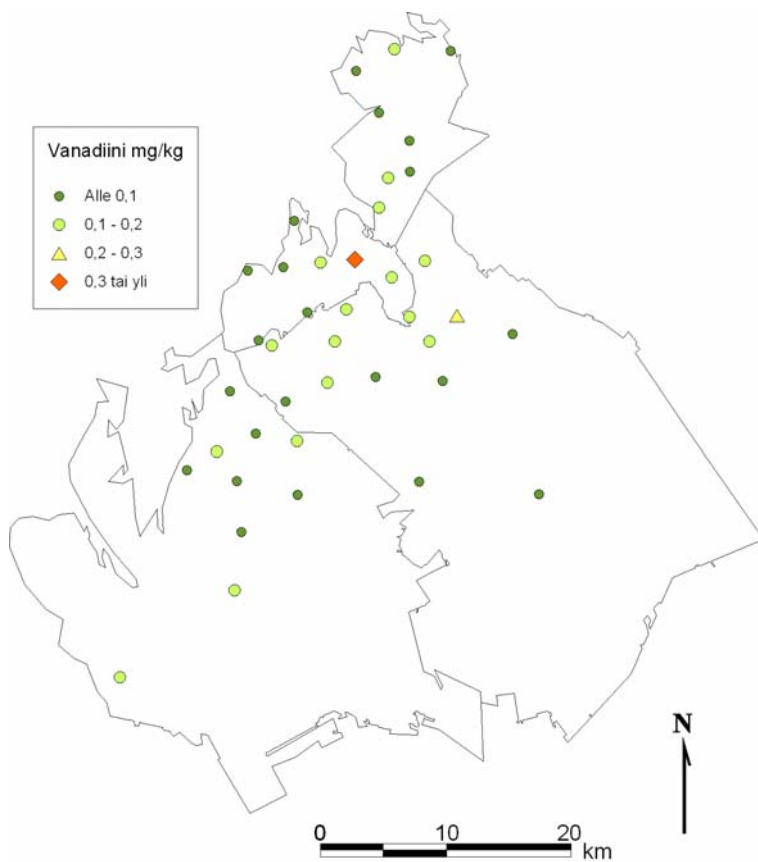 Vanadiini mg/kg
Alle 0,1
0,1 - 0,2
0,2 - 0,3
0,3 tai yli
N
0 10 20
km